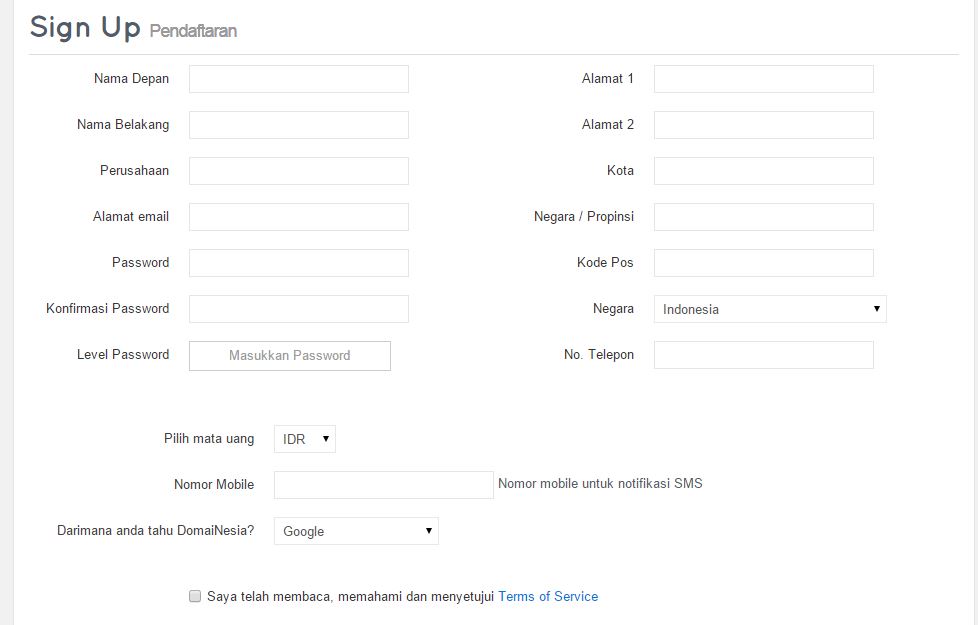 Sign Up Pendaftaran
Nama Depan
Nama Belakang
Perusahaan
Alamat email
Password
Konfirmasi Password
Level Password Masukkan Password
Alamat 1
Alamat 2
Kota
Negara / Propinsi
Kode Pos
Negara Indonesia
No. Telepon
Pilih mata uang IDR
Nomor Mobile Nomor mobile untuk notifikasi SMS
Darimana anda tahu DomaiNesia? Google
Saya telah membaca, memahami dan menyetujui Terms of Service